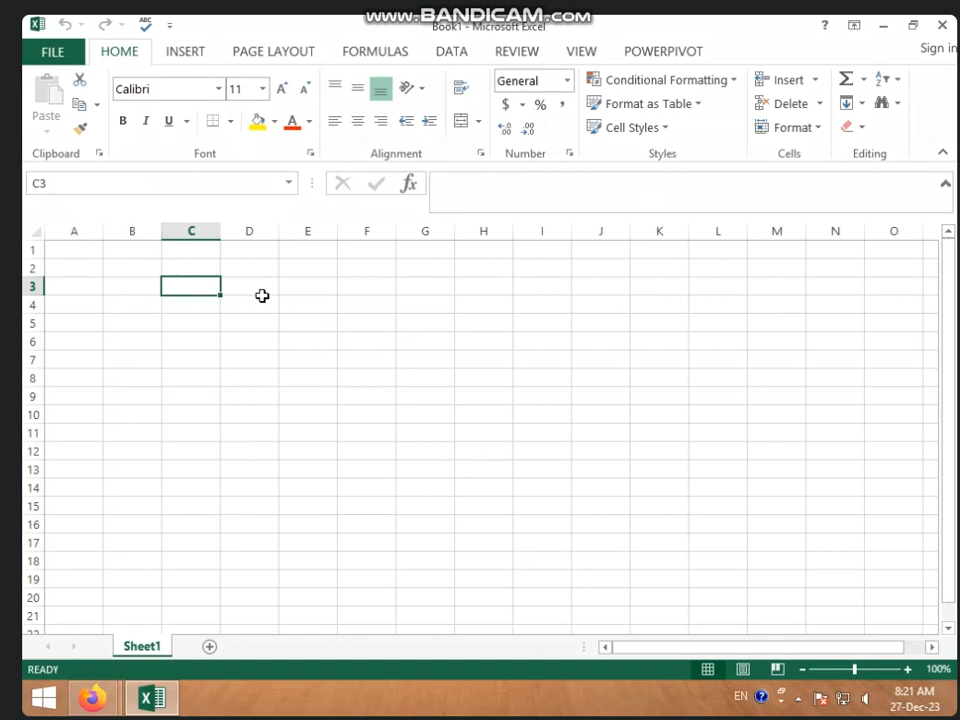 www.BANDICAM.com
Book1 - Microsoft Excel
ABC
?
Sign in
FILE HOME INSERT PAGE LAYOUT FORMULAS DATA REVIEW VIEW POWERPIVOT
Calibri 11 General Conditional Formatting Insert
Paste $ % , Format as Table Delete
B I U A Cell Styles Format
Clipboard Font Alignment Number Styles Cells Editing
C3 fx
A B C D E F G H I J K L M N O
1
2
3
4
5
6
7
8
9
10
11
12
13
14
15
16
17
18
19
20
21
22
Sheet1
READY 100%
EN 8:21 AM
27-Dec-23